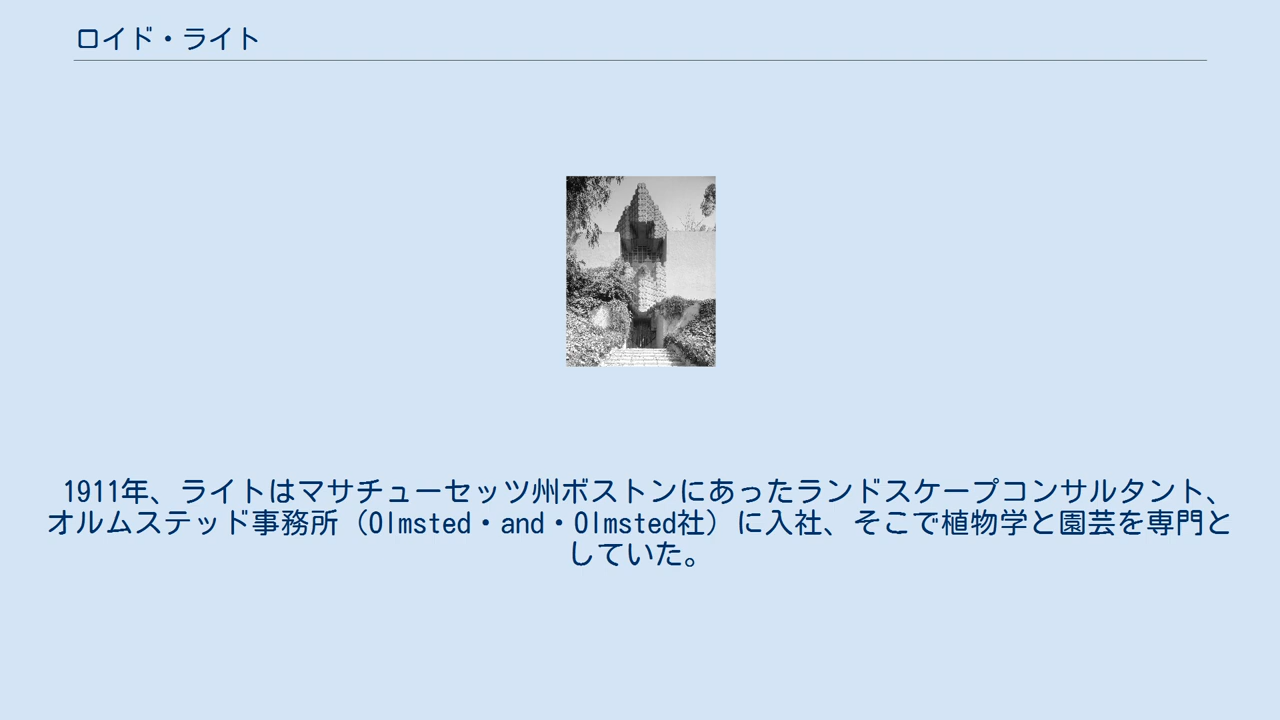 ロイド・ライト
1911年、ライトはマサチューセッツ州ボストンにあったランドスケープコンサルタント、
オルムステッド事務所（Olmsted・and・Olmsted社）に入社、そこで植物学と園芸を専門と
していた。